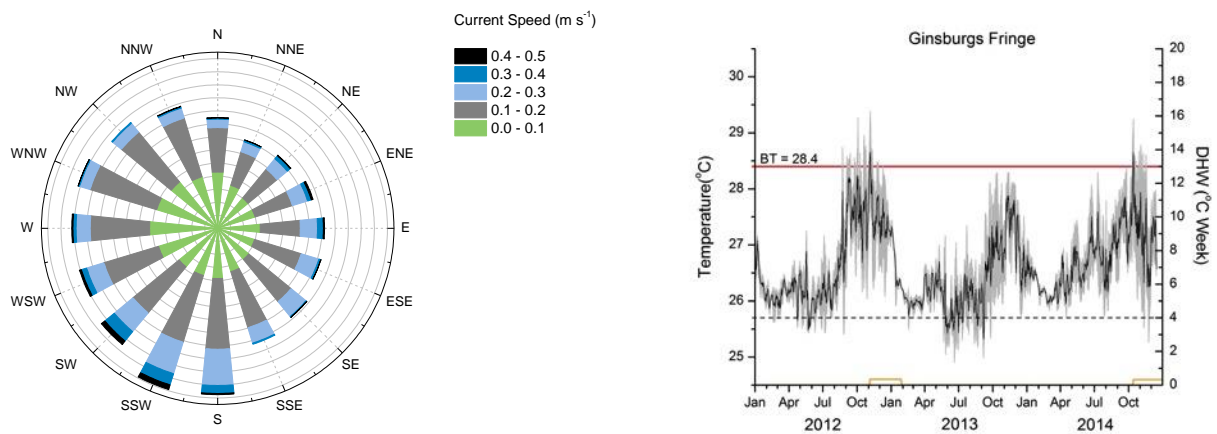 Current Speed (m s⁻¹)
0.4 - 0.5
0.3 - 0.4
0.2 - 0.3
0.1 - 0.2
0.0 - 0.1
N
NNE
NE
ENE
E
ESE
SE
SSE
S
SSW
SW
WSW
W
WNW
NW
NNW
Ginsburgs Fringe
Temperature(°C)
30
29
28
27
26
25
BT = 28.4
DHW (°C Week)
20
18
16
14
12
10
8
6
4
2
0
Jan Apr Jul Oct Jan Apr Jul Oct Jan Apr Jul Oct
2012 2013 2014